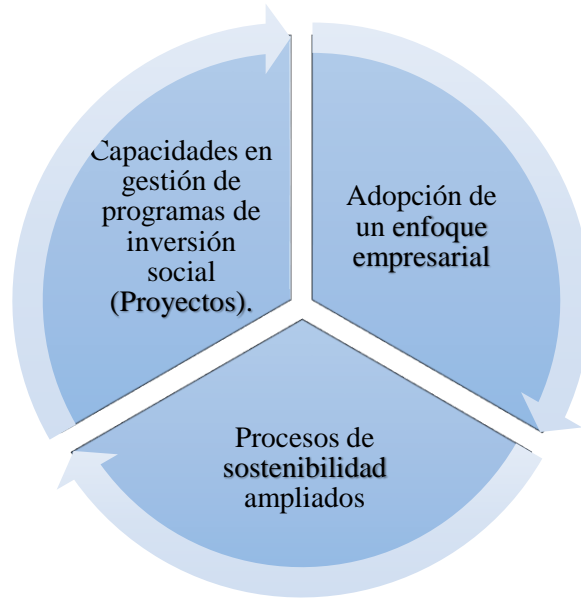 Capacidades en
gestión de
programas de
inversión
social
(Proyectos).
Adopción de
un enfoque
empresarial
Procesos de
sostenibilidad
ampliados